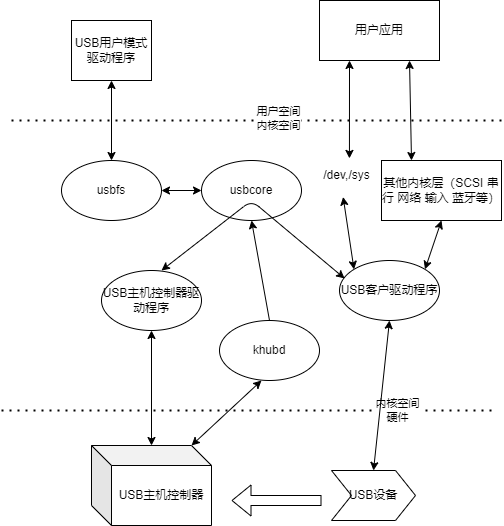 USB用户模式
驱动程序
用户应用
用户空间
内核空间
usbfs
usbcore
/dev,/sys
其他内核层（SCSI 串
行 网络 输入 蓝牙等）
USB主机控制器驱
动程序
USB客户驱动程序
khubd
内核空间
硬件
USB主机控制器
USB设备